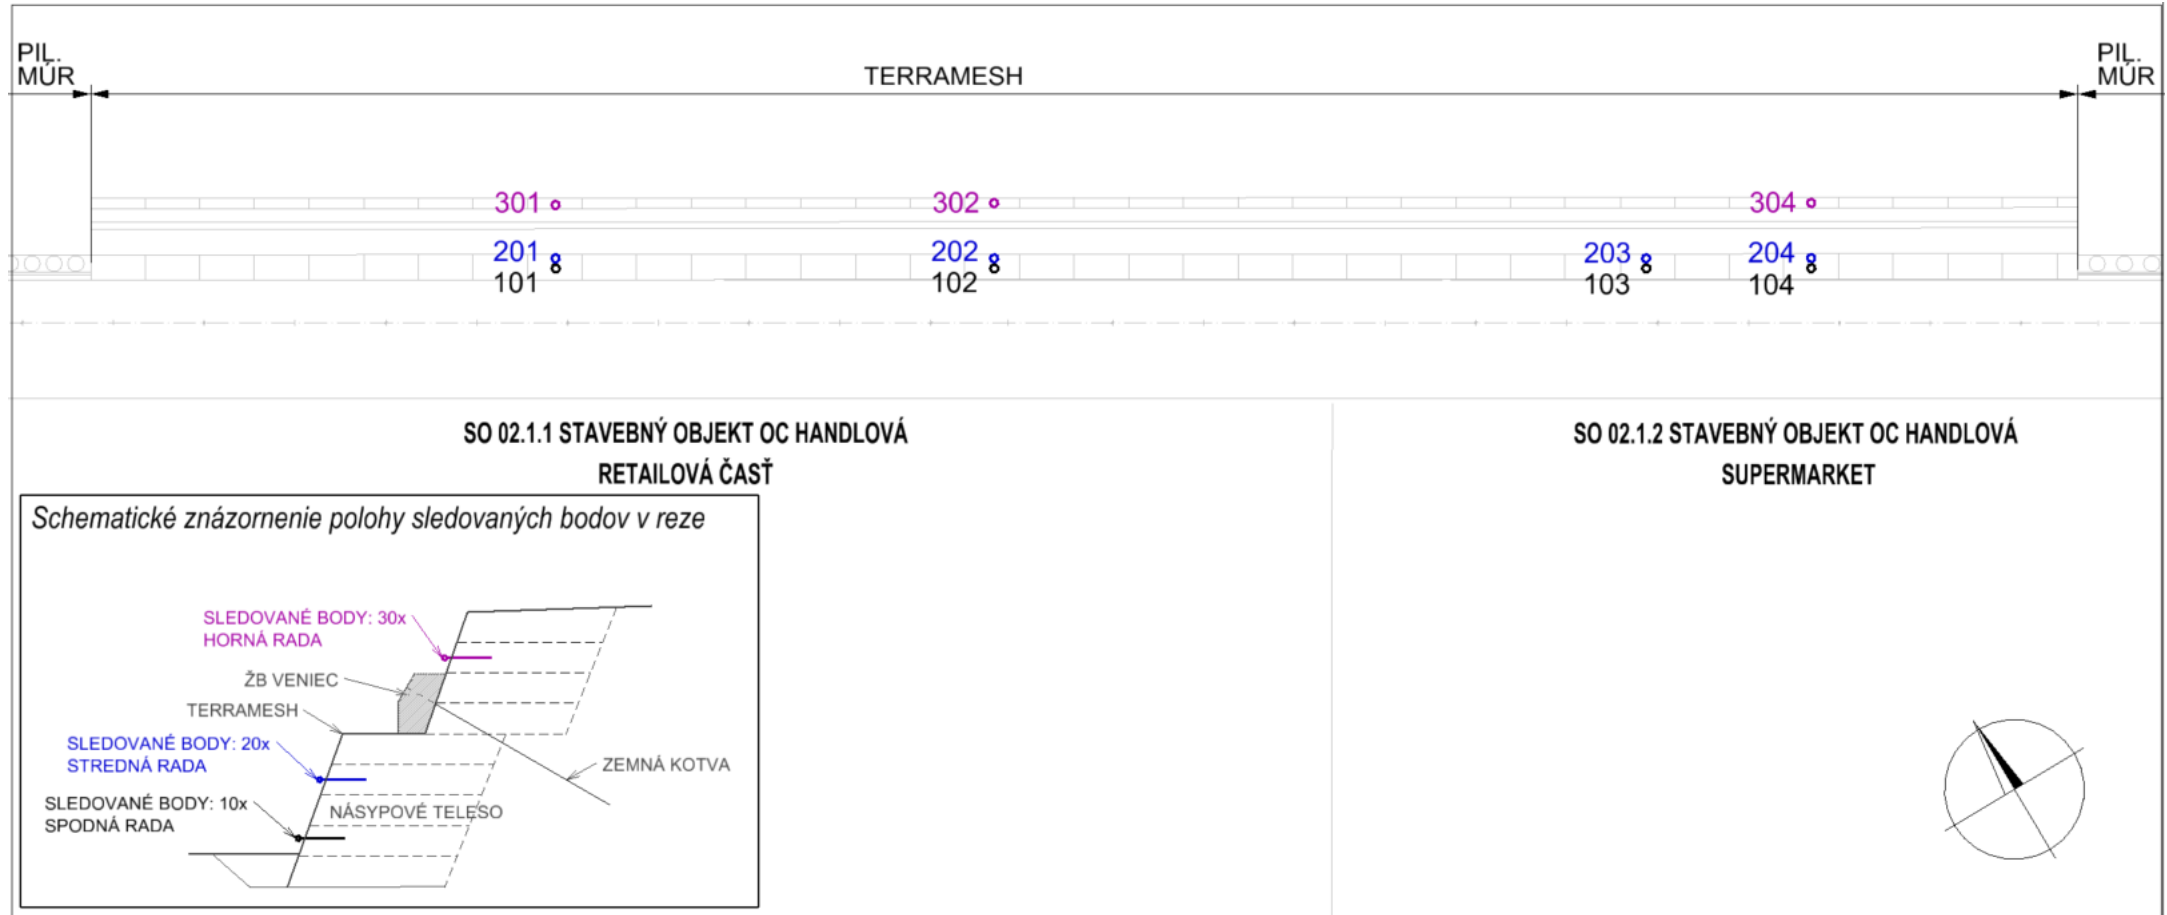 PIL.
MÚR
TERRAMESH
PIL.
MÚR
301
302
304
201
202
203
204
101
102
103
104
SO 02.1.1 STAVEBNÝ OBJEKT OC HANDLOVÁ
RETAILOVÁ ČASŤ
SO 02.1.2 STAVEBNÝ OBJEKT OC HANDLOVÁ
SUPERMARKET
Schematické znázornenie polohy sledovaných bodov v reze
SLEDOVANÉ BODY: 30x
HORNÁ RADA
ŽB VENIEC
TERRAMESH
SLEDOVANÉ BODY: 20x
STREDNÁ RADA
ZEMNÁ KOTVA
SLEDOVANÉ BODY: 10x
SPODNÁ RADA
NÁSYPOVÉ TELESO